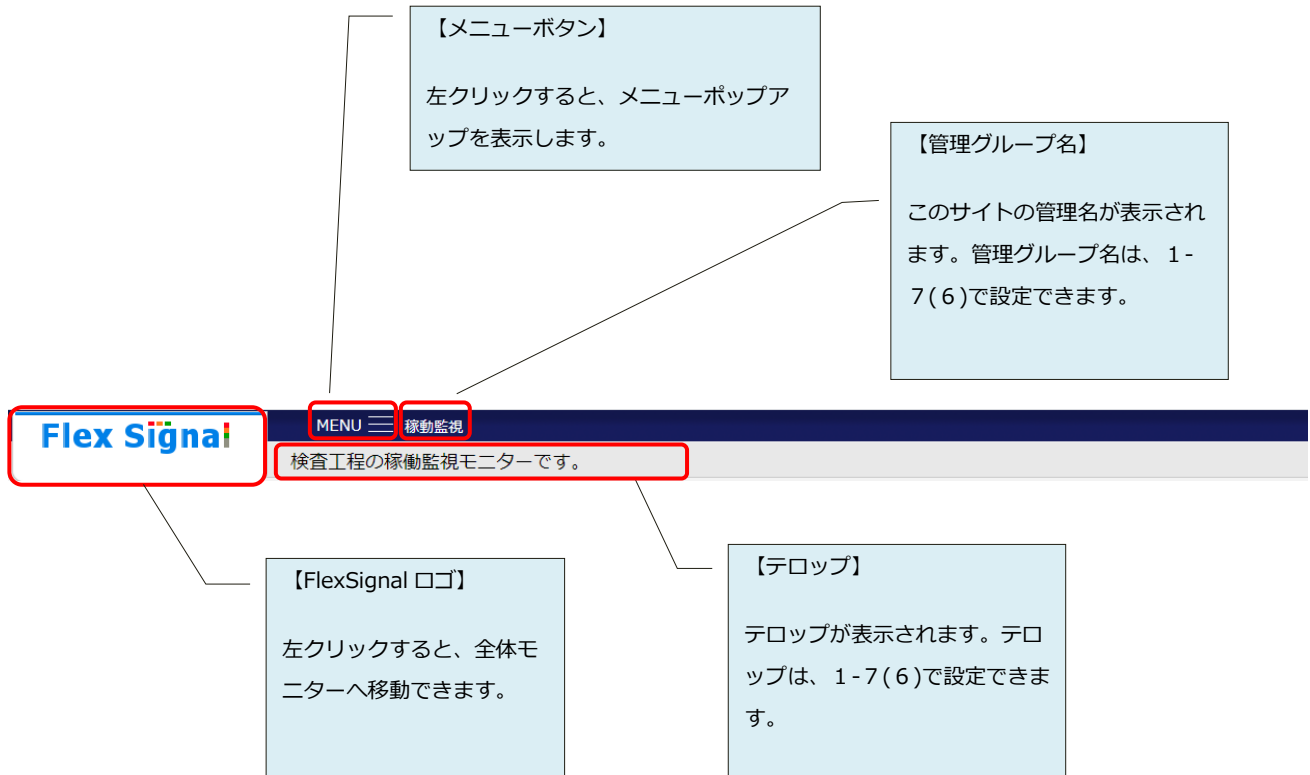 【メニューボタン】
左クリックすると、メニューポップア
ップを表示します。
【管理グループ名】
このサイトの管理名が表示され
ます。管理グループ名は、１-
７(６)で設定できます。
Flex Signal
MENU
稼動監視
検査工程の稼働監視モニターです。
【FlexSignal ロゴ】
左クリックすると、全体モ
ニターへ移動できます。
【テロップ】
テロップが表示されます。テロ
ップは、１-７(６)で設定できま
す。